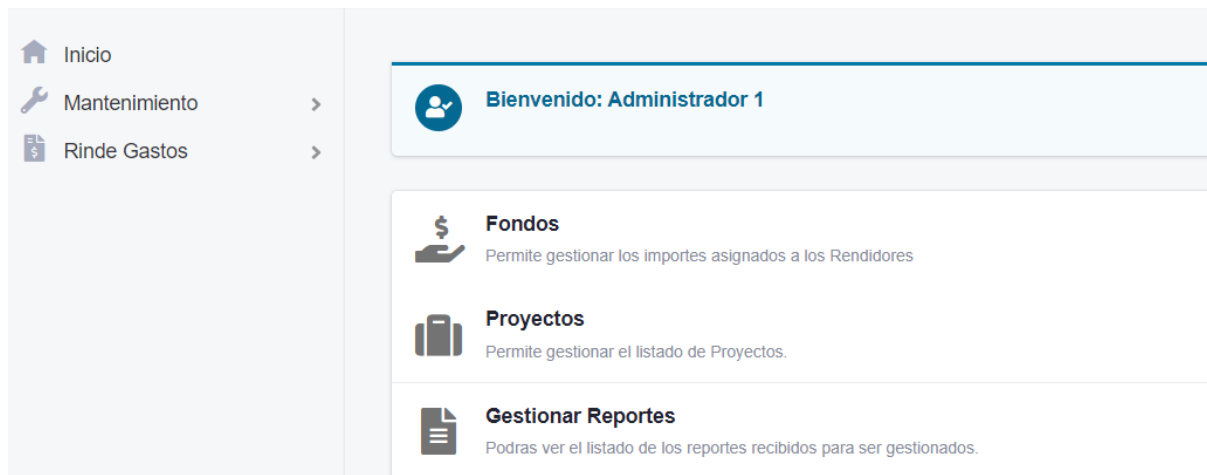 Inicio
Mantenimiento
Rinde Gastos
Bienvenido: Administrador 1
$
Fondos
Permite gestionar los importes asignados a los Rendidores
Proyectos
Permite gestionar el listado de Proyectos.
Gestionar Reportes
Podras ver el listado de los reportes recibidos para ser gestionados.